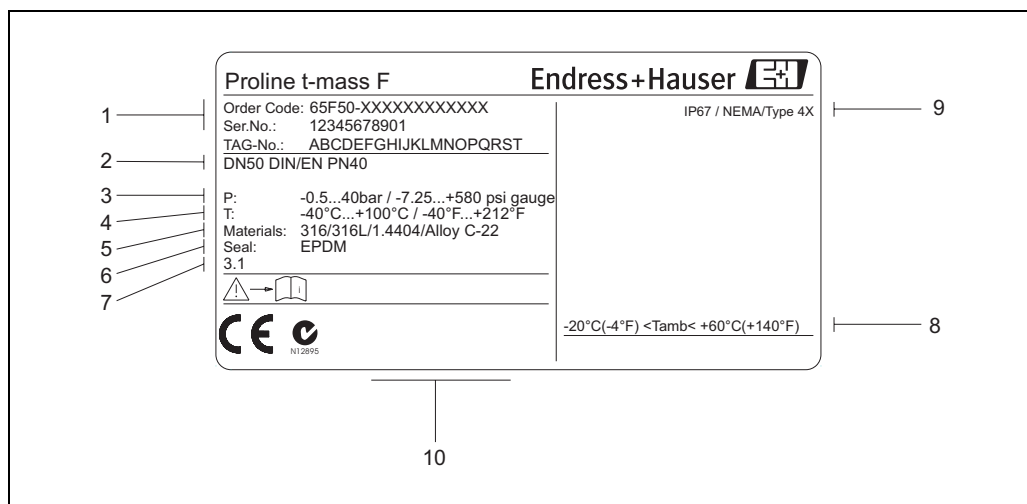 Proline t-mass F
Endress+Hauser
Order Code: 65F50-XXXXXXXXXXXX
Ser.No.: 12345678901
TAG-No.: ABCDEFGHIJKLMNOPQRST
DN50 DIN/EN PN40
P: -0.5...40bar / -7.25...+580 psi gauge
T: -40°C...+100°C / -40°F...+212°F
Materials: 316/316L/1.4404/Alloy C-22
Seal: EPDM
3.1
i
N12895
IP67 / NEMA/Type 4X
-20°C(-4°F) <Tamb< +60°C(+140°F)
1
2
3
4
5
6
7
9
8
10